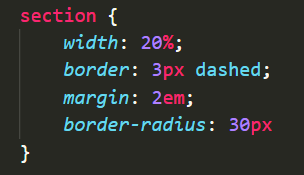 section {
    width: 20%;
    border: 3px dashed;
    margin: 2em;
    border-radius: 30px
}